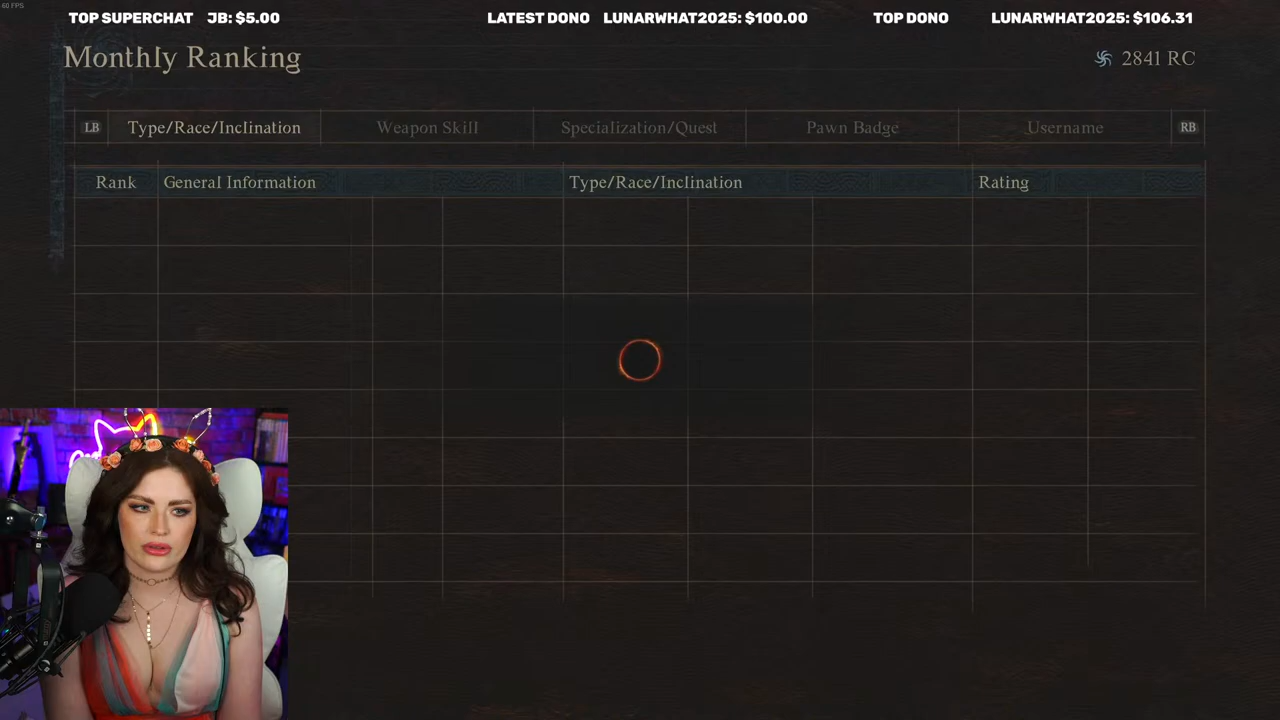 60 FPS
TOP SUPERCHAT JB: $5.00 LATEST DONO LUNARWHAT2025: $100.00 TOP DONO LUNARWHAT2025: $106.31
Monthly Ranking 2841 RC
LB Type/Race/Inclination Weapon Skill Specialization/Quest Pawn Badge Username RB
Rank General Information Type/Race/Inclination Rating